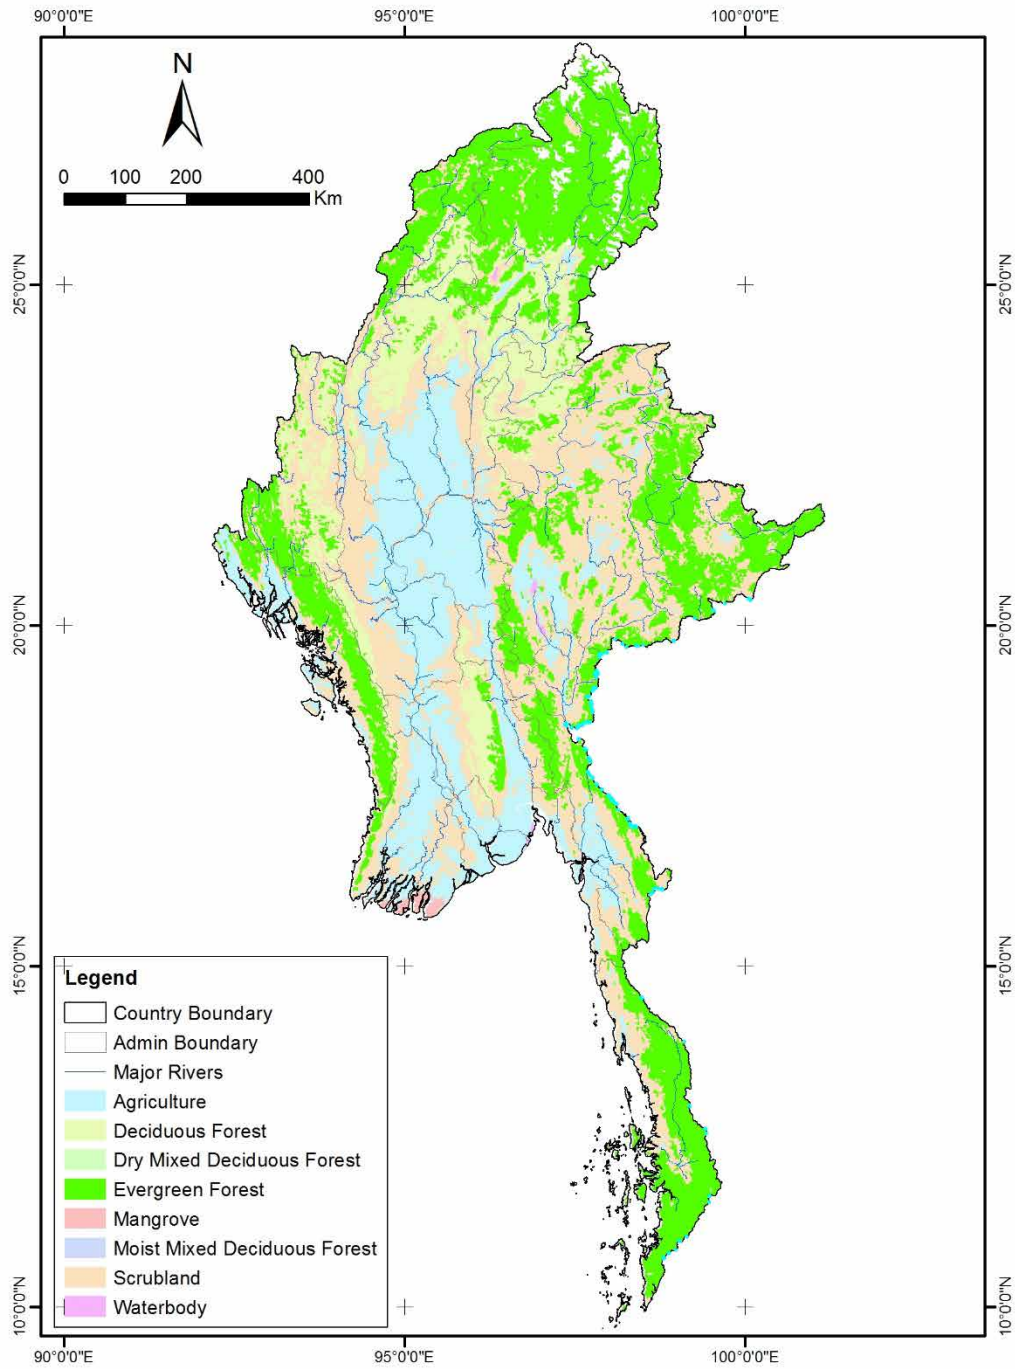 90°0'0"E 95°0'0"E 100°0'0"E
N
0 100 200 400
Km
25°0'0"N 25°0'0"N
20°0'0"N 20°0'0"N
15°0'0"N 15°0'0"N
Legend
Country Boundary
Admin Boundary
Major Rivers
Agriculture
Deciduous Forest
Dry Mixed Deciduous Forest
Evergreen Forest
Mangrove
Moist Mixed Deciduous Forest
Scrubland
Waterbody
10°0'0"N 10°0'0"N
90°0'0"E 95°0'0"E 100°0'0"E